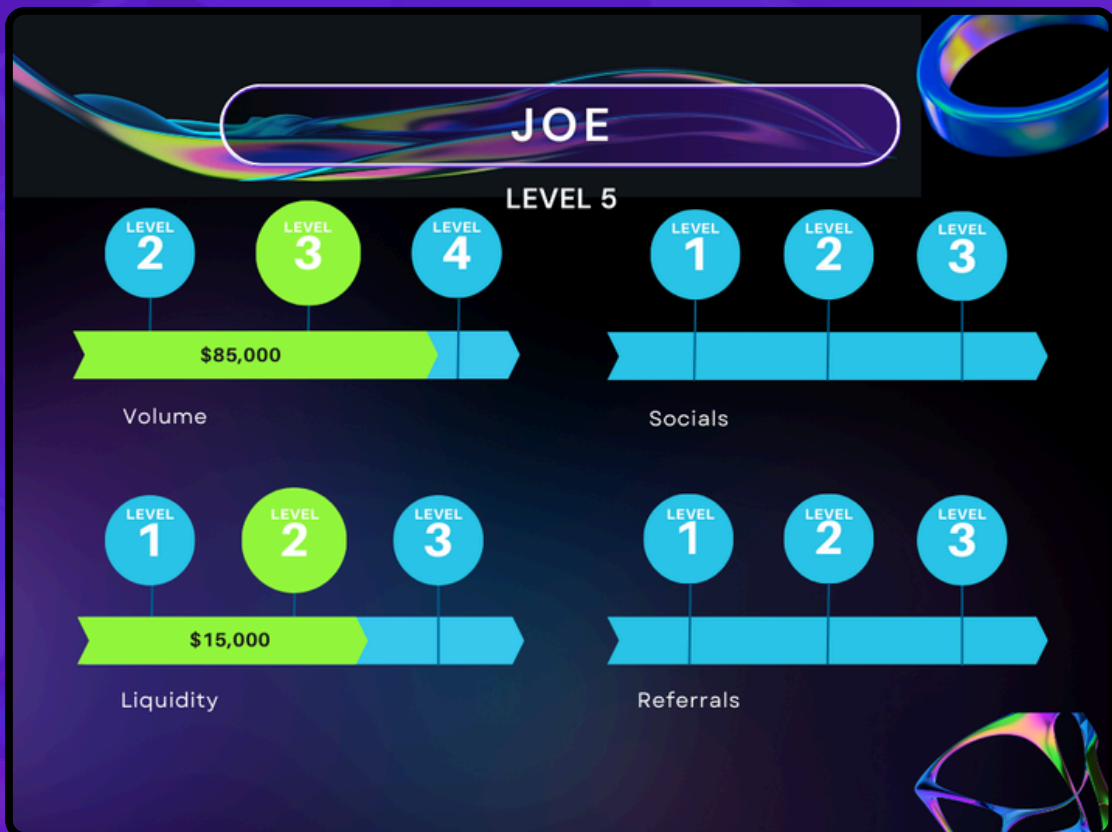 JOE
LEVEL 5
LEVEL
2
LEVEL
3
LEVEL
4
$85,000
Volume
LEVEL
1
LEVEL
2
LEVEL
3
Socials
LEVEL
1
LEVEL
2
LEVEL
3
$15,000
Liquidity
LEVEL
1
LEVEL
2
LEVEL
3
Referrals